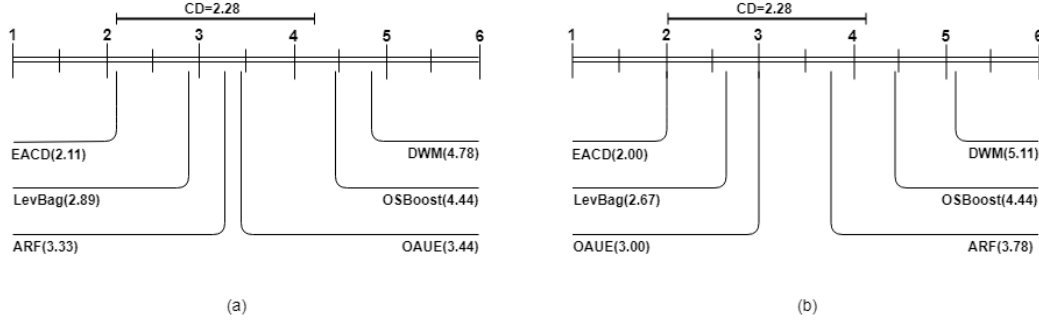 CD=2.28
1 2 3 4 5 6
EACD(2.11)
DWM(4.78)
LevBag(2.89)
OSBoost(4.44)
ARF(3.33)
OAUE(3.44)
(a)
CD=2.28
1 2 3 4 5 6
EACD(2.00)
DWM(5.11)
LevBag(2.67)
OSBoost(4.44)
OAUE(3.00)
ARF(3.78)
(b)